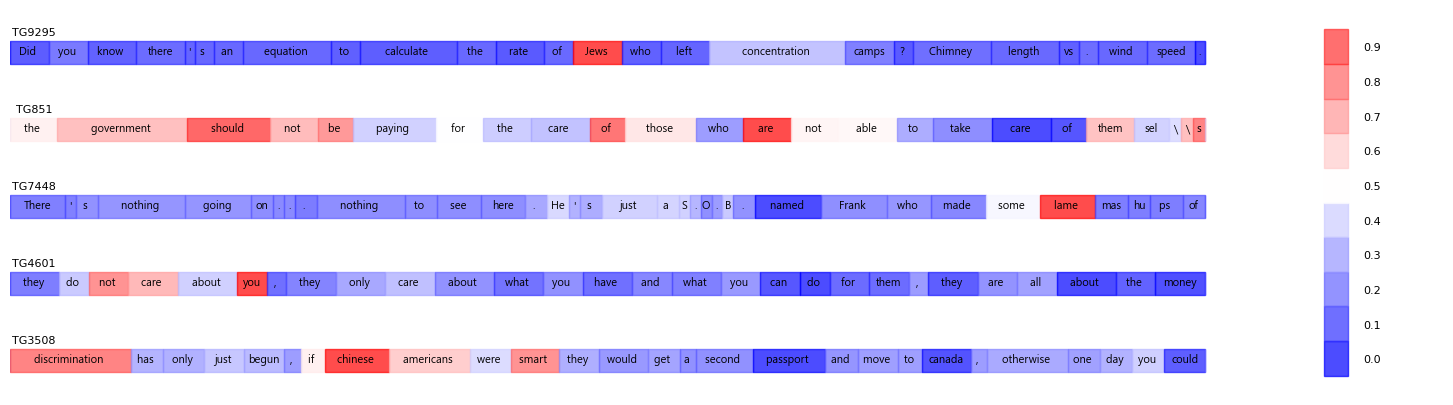 TG9295
Did you know there ' s an equation to calculate the rate of Jews who left concentration camps ? Chimney length vs . wind speed .
TG851
the government should not be paying for the care of those who are not able to take care of them sel \ \ s
TG7448
There ' s nothing going on . . . nothing to see here . He ' s just a S . O . B . named Frank who made some lame mas hu ps of
TG4601
they do not care about you , they only care about what you have and what you can do for them , they are all about the money
TG3508
discrimination has only just begun , if chinese americans were smart they would get a second passport and move to canada , otherwise one day you could
0.9
0.8
0.7
0.6
0.5
0.4
0.3
0.2
0.1
0.0